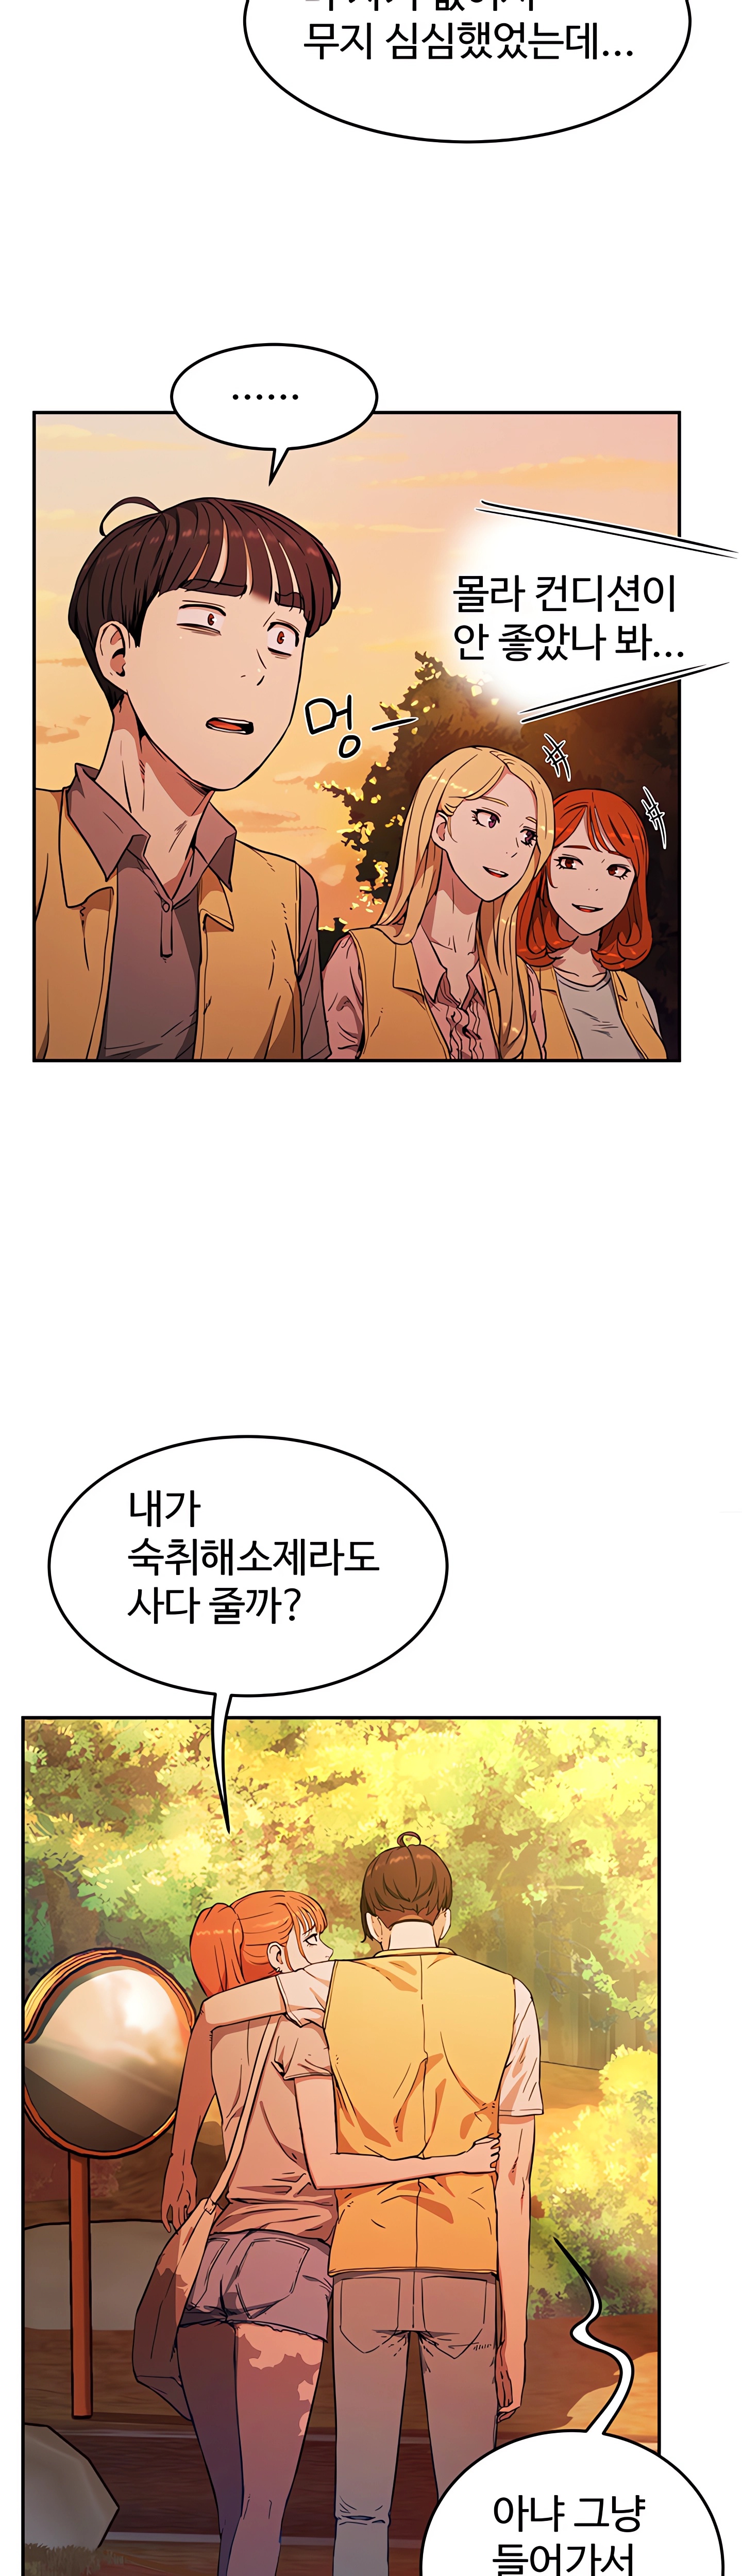 무지 심심했었는데...
······
몰라 컨디션이
안 좋았나 봐...
멍-
내가
숙취해소제라도
사다 줄까?
아냐 그냥
들어가서